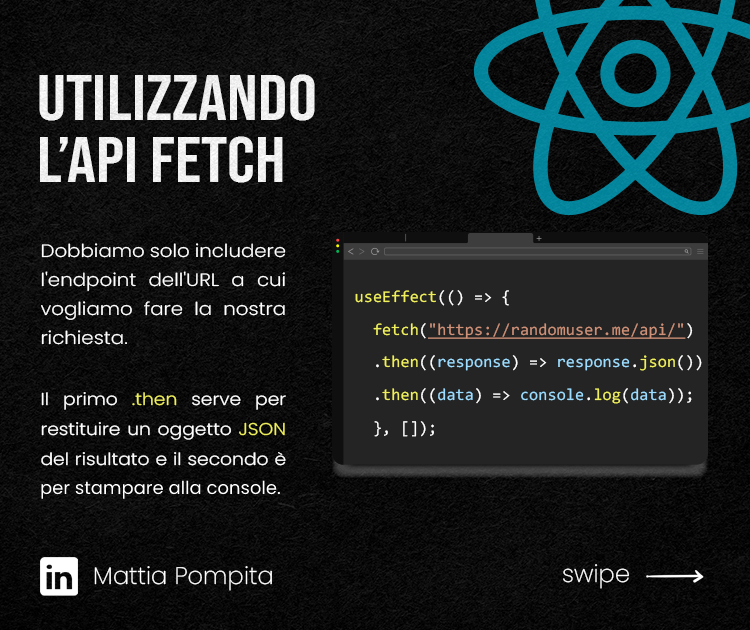 UTILIZZANDO
L'API FETCH
Dobbiamo solo includere
l'endpoint dell'URL a cui
vogliamo fare la nostra
richiesta.
Il primo .then serve per
restituire un oggetto JSON
del risultato e il secondo è
per stampare alla console.
useEffect(() => {
fetch("https://randomuser.me/api/")
.then((response) => response.json())
.then((data) => console.log(data));
}, []);
in Mattia Pompita
swipe